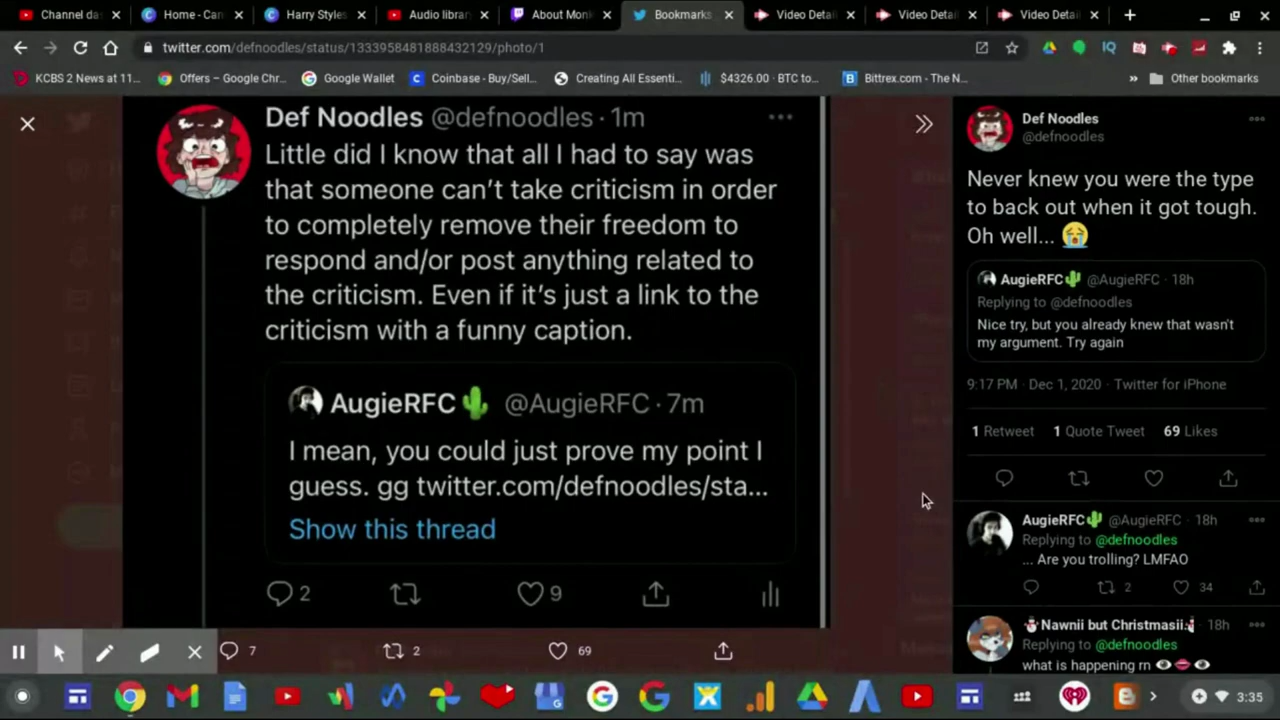 Channel da
Home - Can
Harry Styles
Audio librar
About Monk
Bookmarks
Video Detai
Video Detai
Video Detai
twitter.com/defnoodles/status/1333958481888432129/photo/1
KCBS 2 News at 11...
Offers – Google Chr...
Google Wallet
Coinbase - Buy/Sell...
Creating All Essenti...
$4326.00 · BTC to...
Bittrex.com - The N...
Other bookmarks
Def Noodles @defnoodles · 1m
Little did I know that all I had to say was
that someone can't take criticism in order
to completely remove their freedom to
respond and/or post anything related to
the criticism. Even if it's just a link to the
criticism with a funny caption.
AugieRFC🌵 @AugieRFC · 7m
I mean, you could just prove my point I
guess. gg twitter.com/defnoodles/sta...
Show this thread
2
9
7
2
69
Def Noodles
@defnoodles
Never knew you were the type
to back out when it got tough.
Oh well... 😭
AugieRFC🌵 @AugieRFC · 18h
Replying to @defnoodles
Nice try, but you already knew that wasn't
my argument. Try again
9:17 PM · Dec 1, 2020 · Twitter for iPhone
1 Retweet 1 Quote Tweet 69 Likes
AugieRFC🌵 @AugieRFC · 18h
Replying to @defnoodles
... Are you trolling? LMFAO
2
34
⛄Nawnii but Christmasii⛄ · 18h
Replying to @defnoodles
what is happening rn 👁️👄👁️
3:35